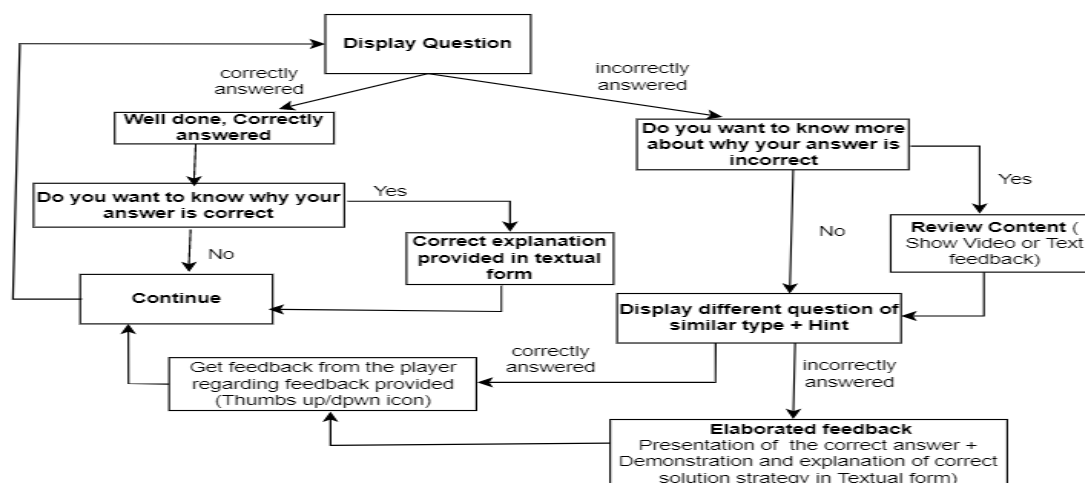 Display Question
correctly
answered
incorrectly
answered
Well done, Correctly
answered
Do you want to know more
about why your answer is
incorrect
Do you want to know why your
answer is correct
Yes
Yes
No
No
Correct explanation
provided in textual
form
Review Content (
Show Video or Text
feedback)
Continue
Display different question of
similar type + Hint
correctly
answered
incorrectly
answered
Get feedback from the player
regarding feedback provided
(Thumbs up/dpwn icon)
Elaborated feedback
Presentation of the correct answer +
Demonstration and explanation of correct
solution strategy in Textual form)